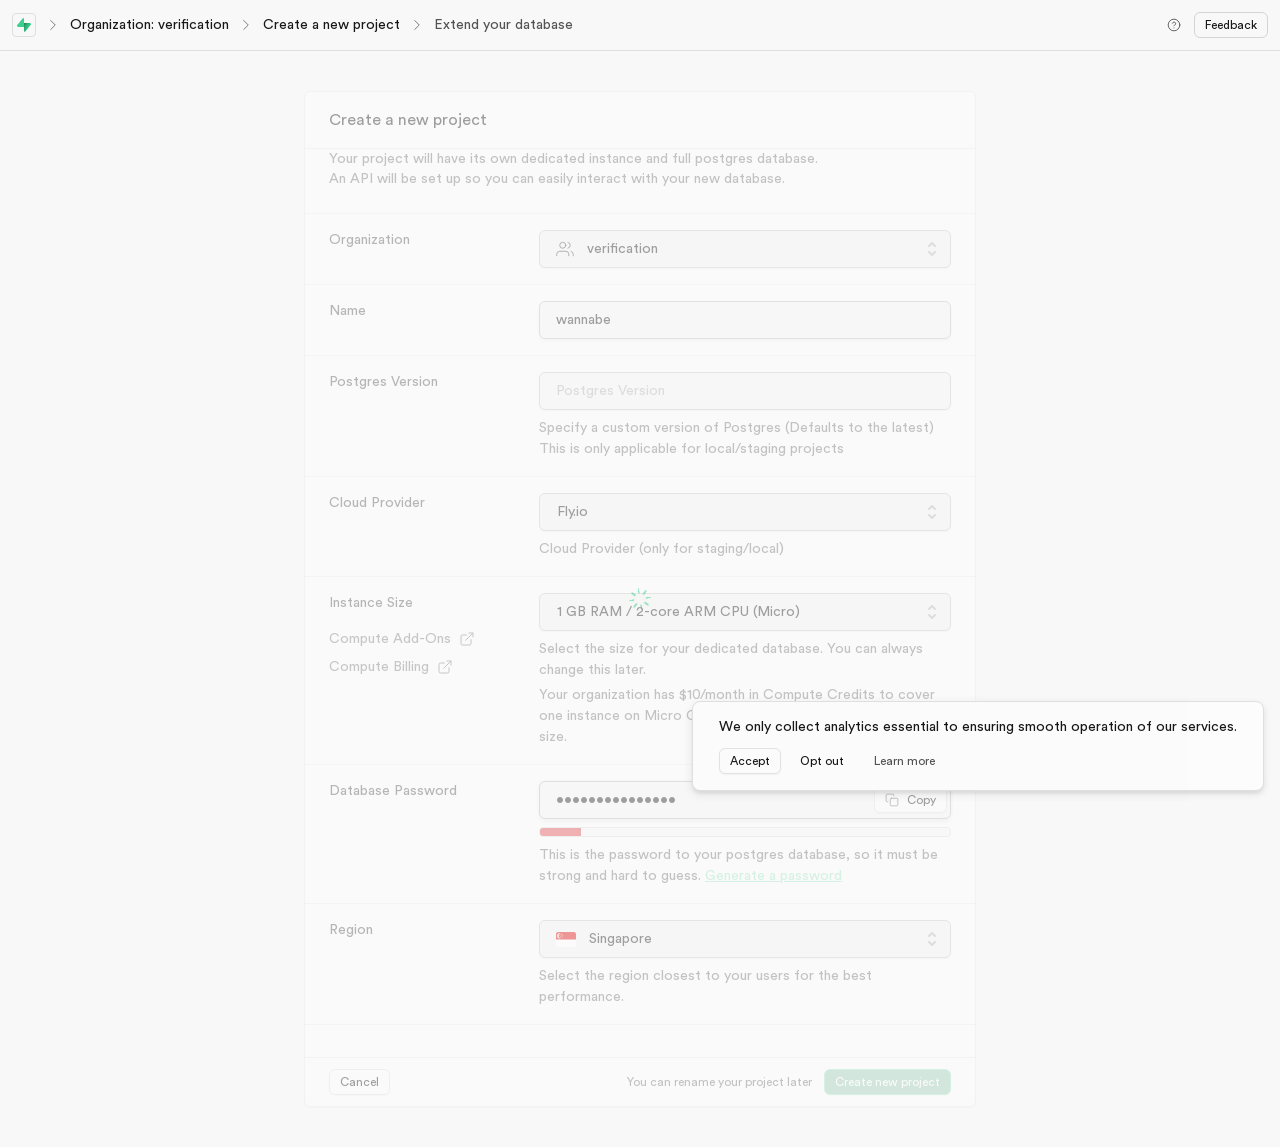 Organization: verification
Create a new project
Extend your database
Feedback
Create a new project
Your project will have its own dedicated instance and full postgres database.
An API will be set up so you can easily interact with your new database.
Organization
verification
Name
wannabe
Postgres Version
Postgres Version
Specify a custom version of Postgres (Defaults to the latest)
This is only applicable for local/staging projects
Cloud Provider
Fly.io
Cloud Provider (only for staging/local)
Instance Size
1 GB RAM / 2-core ARM CPU (Micro)
Compute Add-Ons
Compute Billing
Select the size for your dedicated database. You can always
change this later.
Your organization has $10/month in Compute Credits to cover
one instance on Micro
size.
We only collect analytics essential to ensuring smooth operation of our services.
Accept
Opt out
Learn more
Database Password
Copy
This is the password to your postgres database, so it must be
strong and hard to guess. Generate a password
Region
Singapore
Select the region closest to your users for the best
performance.
Cancel
You can rename your project later
Create new project